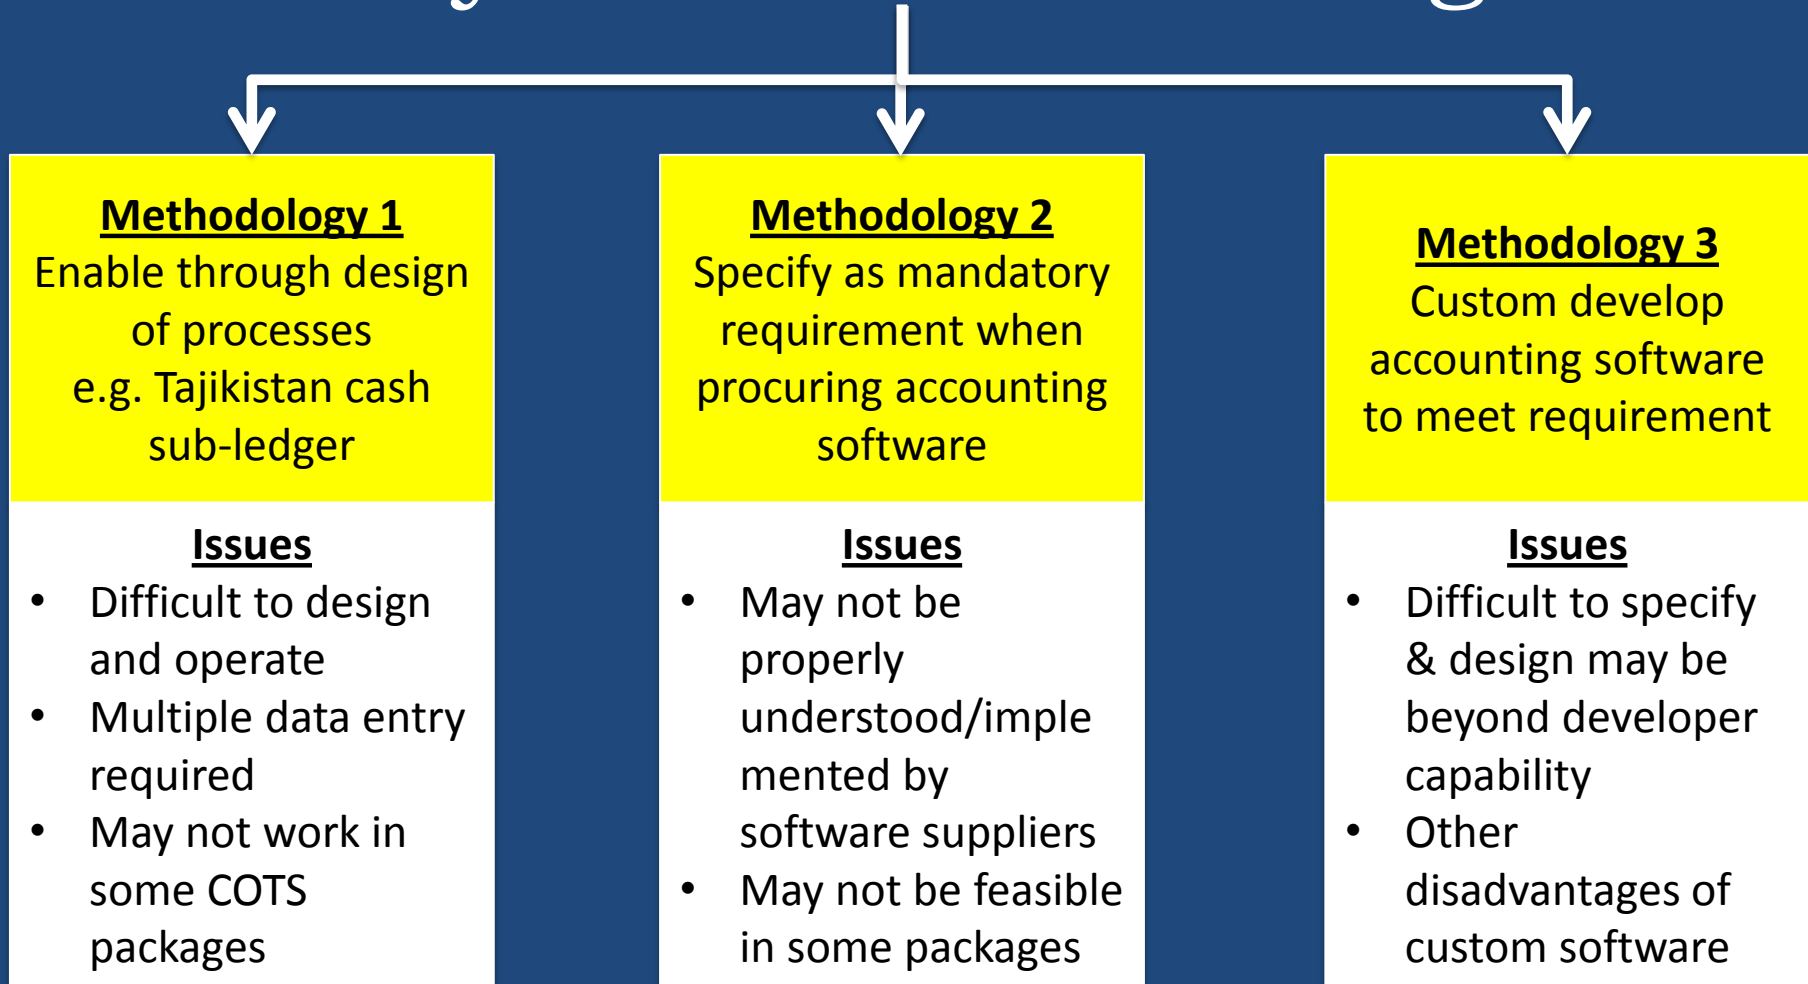 Methodology 1
Enable through design
of processes
e.g. Tajikistan cash
sub-ledger
Issues
• Difficult to design
and operate
• Multiple data entry
required
• May not work in
some COTS
packages
Methodology 2
Specify as mandatory
requirement when
procuring accounting
software
Issues
• May not be
properly
understood/imple
mented by
software suppliers
• May not be feasible
in some packages
Methodology 3
Custom develop
accounting software
to meet requirement
Issues
• Difficult to specify
& design may be
beyond developer
capability
• Other
disadvantages of
custom software